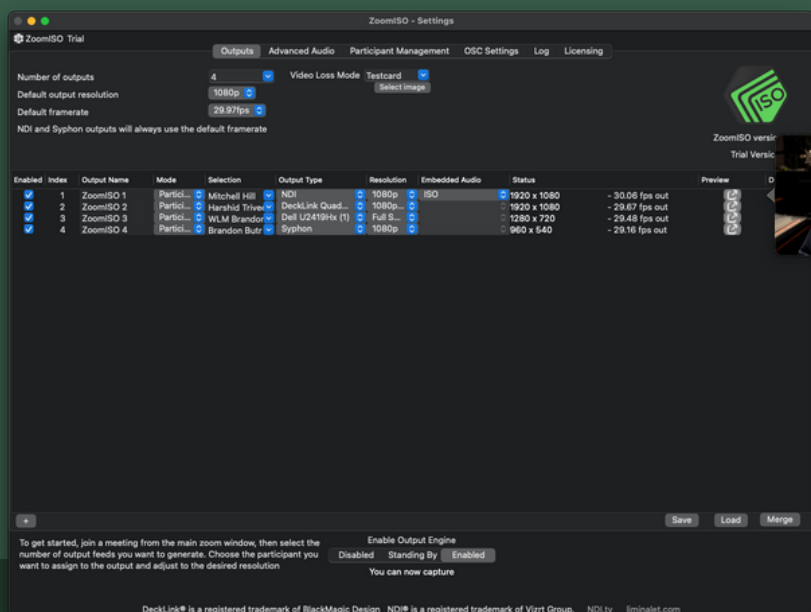 ZoomISO - Settings
ZoomISO Trial
Outputs Advanced Audio Participant Management OSC Settings Log Licensing
Number of outputs 4 Video Loss Mode Testcard
Select image
Default output resolution 1080p
Default framerate 29.97fps
NDI and Syphon outputs will always use the default framerate
ISO
ZoomISO versi
Trial Versic
Enabled Index Output Name Mode Selection Output Type Resolution Embedded Audio Status Preview D
1 ZoomISO 1 Partici... Mitchell Hill NDI 1080p ISO 1920 x 1080 - 30.06 fps out
2 ZoomISO 2 Partici... Harshid Trive DeckLink Quad... 1080p... 1920 x 1080 - 29.67 fps out
3 ZoomISO 3 Partici... WLM Brandor Dell U2419Hx (1) Full S... 1280 x 720 - 29.48 fps out
4 ZoomISO 4 Partici... Brandon Butr Syphon 1080p 960 x 540 - 29.16 fps out
+ Save Load Merge
To get started, join a meeting from the main zoom window, then select the
number of output feeds you want to generate. Choose the participant you
want to assign to the output and adjust to the desired resolution
Enable Output Engine
Disabled Standing By Enabled
You can now capture
DeckLink® is a registered trademark of BlackMagic Design NDI® is a registered trademark of Vizrt Group. NDI.tv liminalet.com